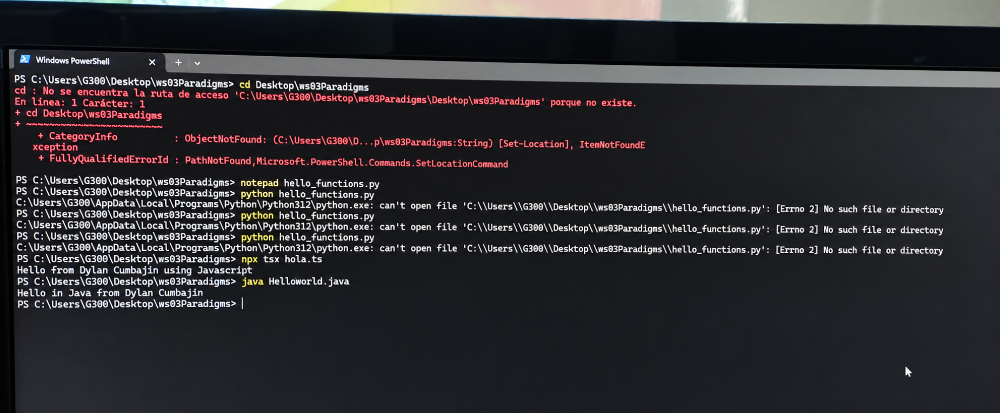 Windows PowerShell
PS C:\Users\G300\Desktop\ws03Paradigms> cd Desktop\ws03Paradigms
cd : No se encuentra la ruta de acceso 'C:\Users\G300\Desktop\ws03Paradigms\Desktop\ws03Paradigms' porque no existe.
En línea: 1 Carácter: 1
+ cd Desktop\ws03Paradigms
+ ~~~~~~~~~~~~~~~~~~~~~~~~
    + CategoryInfo          : ObjectNotFound: (C:\Users\G300\D...p\ws03Paradigms:String) [Set-Location], ItemNotFoundE
   xception
    + FullyQualifiedErrorId : PathNotFound,Microsoft.PowerShell.Commands.SetLocationCommand
PS C:\Users\G300\Desktop\ws03Paradigms> notepad hello_functions.py
PS C:\Users\G300\Desktop\ws03Paradigms> python hello_functions.py
C:\Users\G300\AppData\Local\Programs\Python\Python312\python.exe: can't open file 'C:\\Users\\G300\\Desktop\\ws03Paradigms\\hello_functions.py': [Errno 2] No such file or directory
PS C:\Users\G300\Desktop\ws03Paradigms> python hello_functions.py
C:\Users\G300\AppData\Local\Programs\Python\Python312\python.exe: can't open file 'C:\\Users\\G300\\Desktop\\ws03Paradigms\\hello_functions.py': [Errno 2] No such file or directory
PS C:\Users\G300\Desktop\ws03Paradigms> python hello_functions.py
C:\Users\G300\AppData\Local\Programs\Python\Python312\python.exe: can't open file 'C:\\Users\\G300\\Desktop\\ws03Paradigms\\hello_functions.py': [Errno 2] No such file or directory
PS C:\Users\G300\Desktop\ws03Paradigms> npx tsx hola.ts
Hello from Dylan Cumbajin using Javascript
PS C:\Users\G300\Desktop\ws03Paradigms> java Helloworld.java
Hello in Java from Dylan Cumbajin
PS C:\Users\G300\Desktop\ws03Paradigms>